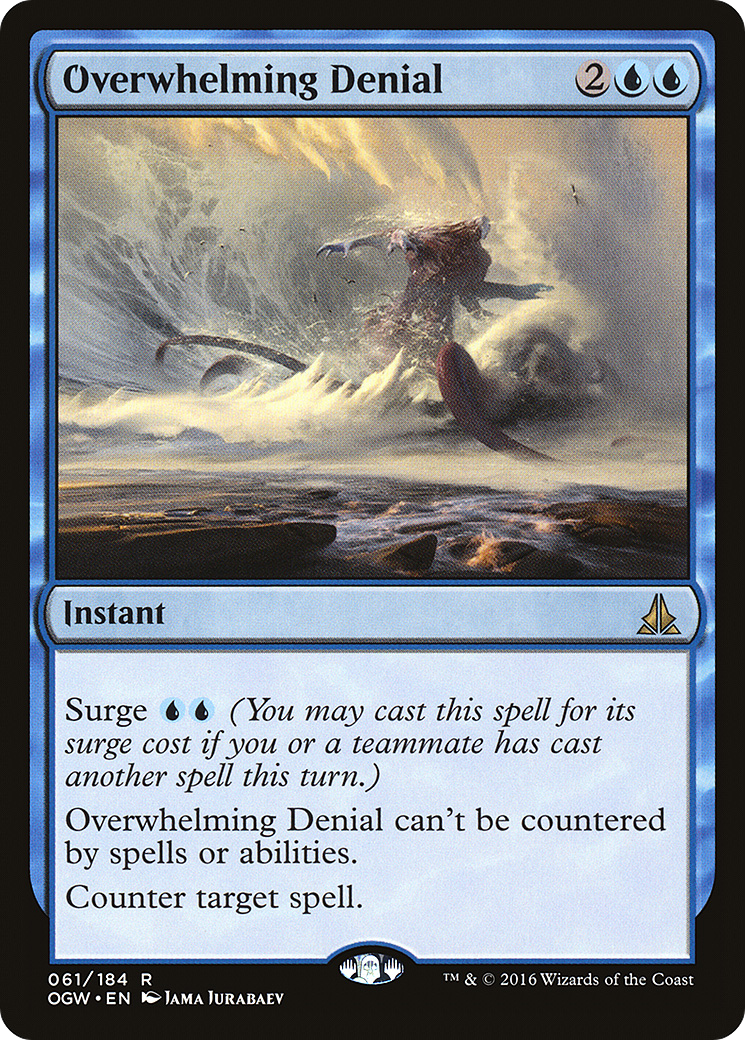 Overwhelming Denial 2
Instant
Surge (You may cast this spell for its
surge cost if you or a teammate has cast
another spell this turn.)
Overwhelming Denial can't be countered
by spells or abilities.
Counter target spell.
061/184 R
OGW • EN Jama Jurabaev
™ & © 2016 Wizards of the Coast